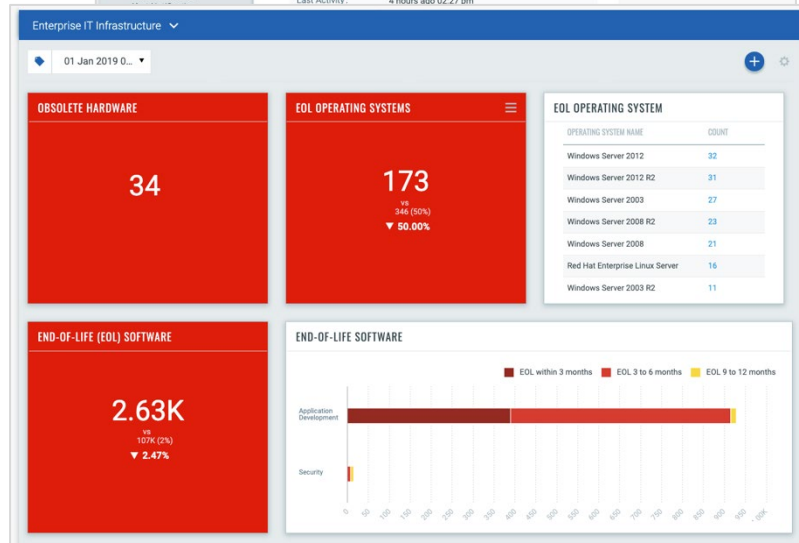 Last Activity: 4 hours ago 02:27 pm
Enterprise IT Infrastructure
01 Jan 2019 0...
OBSOLETE HARDWARE
34
EOL OPERATING SYSTEMS
173
vs
346 (50%)
▼ 50.00%
EOL OPERATING SYSTEM
OPERATING SYSTEM NAME COUNT
Windows Server 2012 32
Windows Server 2012 R2 31
Windows Server 2003 27
Windows Server 2008 R2 23
Windows Server 2008 21
Red Hat Enterprise Linux Server 16
Windows Server 2003 R2 11
END-OF-LIFE (EOL) SOFTWARE
2.63K
vs
107K (2%)
▼ 2.47%
END-OF-LIFE SOFTWARE
EOL within 3 months EOL 3 to 6 months EOL 9 to 12 months
Application
Development
Security
0 50 100 150 200 250 300 350 400 450 500 550 600 650 700 750 800 850 900 950 1.00K